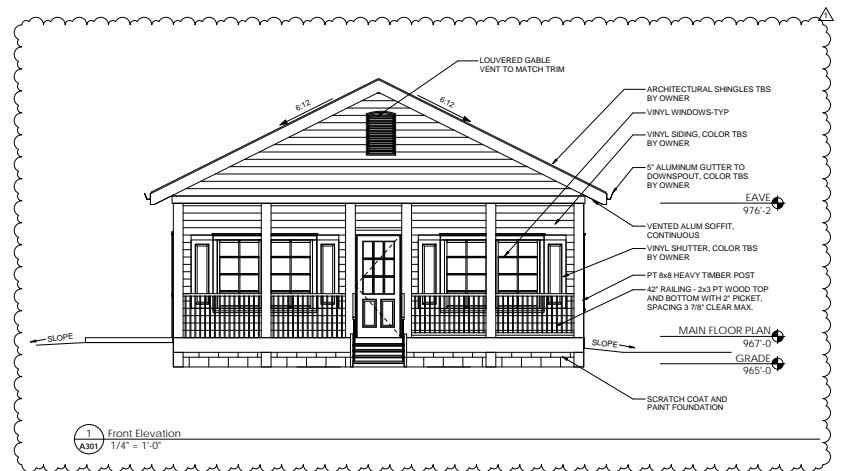 1
LOUVERED GABLE
VENT TO MATCH TRIM
6:12
6:12
ARCHITECTURAL SHINGLES TBS
BY OWNER
VINYL WINDOWS-TYP
VINYL SIDING, COLOR TBS
BY OWNER
5" ALUMINUM GUTTER TO
DOWNSPOUT, COLOR TBS
BY OWNER
EAVE
976'-2
VENTED ALUM SOFFIT,
CONTINUOUS
VINYL SHUTTER, COLOR TBS
BY OWNER
PT 8x8 HEAVY TIMBER POST
42" RAILING - 2x3 PT WOOD TOP
AND BOTTOM WITH 2" PICKET,
SPACING 3 7/8" CLEAR MAX.
MAIN FLOOR PLAN
967'-0
SLOPE
SLOPE
GRADE
965'-0
SCRATCH COAT AND
PAINT FOUNDATION
1 Front Elevation
A301 1/4" = 1'-0"